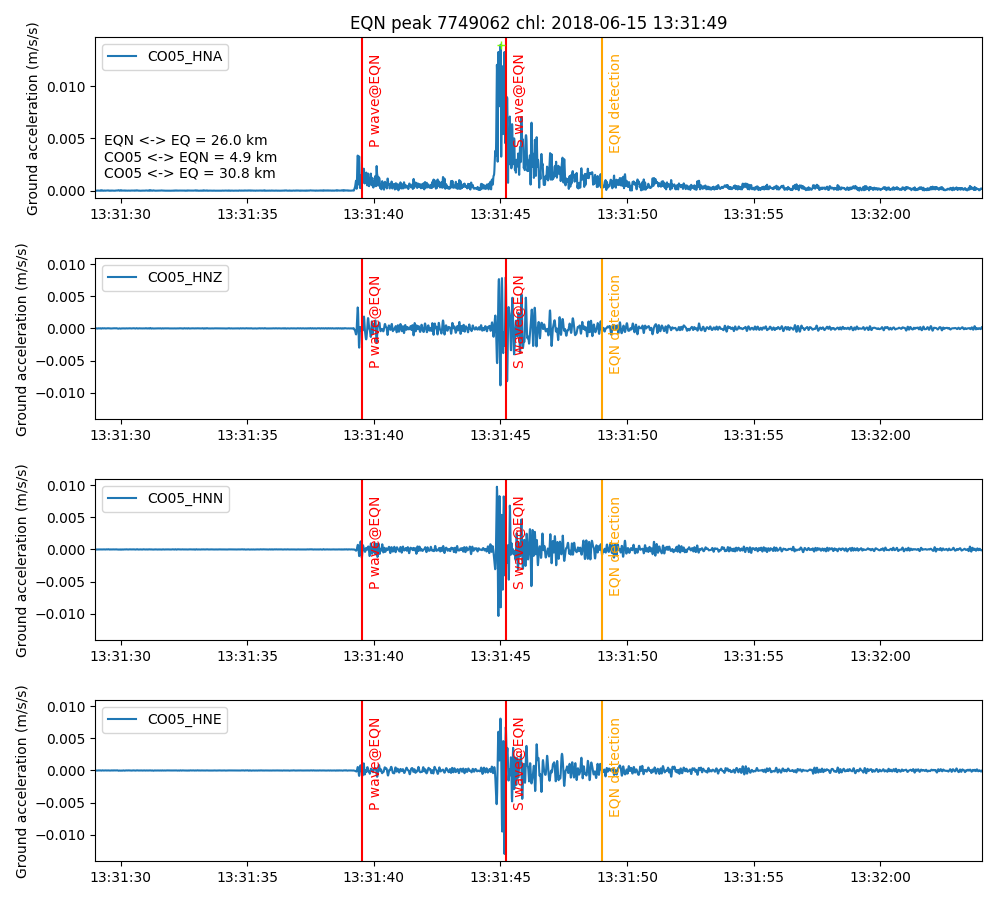 EQN peak 7749062 chl: 2018-06-15 13:31:49
Ground acceleration (m/s/s)
CO05_HNA
P wave@EQN
S wave@EQN
EQN detection
0.010
0.005
0.000
EQN <-> EQ = 26.0 km
CO05 <-> EQN = 4.9 km
CO05 <-> EQ = 30.8 km
13:31:30 13:31:35 13:31:40 13:31:45 13:31:50 13:31:55 13:32:00
Ground acceleration (m/s/s)
CO05_HNZ
P wave@EQN
S wave@EQN
EQN detection
0.010
0.005
0.000
−0.005
−0.010
13:31:30 13:31:35 13:31:40 13:31:45 13:31:50 13:31:55 13:32:00
Ground acceleration (m/s/s)
CO05_HNN
P wave@EQN
S wave@EQN
EQN detection
0.010
0.005
0.000
−0.005
−0.010
13:31:30 13:31:35 13:31:40 13:31:45 13:31:50 13:31:55 13:32:00
Ground acceleration (m/s/s)
CO05_HNE
P wave@EQN
S wave@EQN
EQN detection
0.010
0.005
0.000
−0.005
−0.010
13:31:30 13:31:35 13:31:40 13:31:45 13:31:50 13:31:55 13:32:00